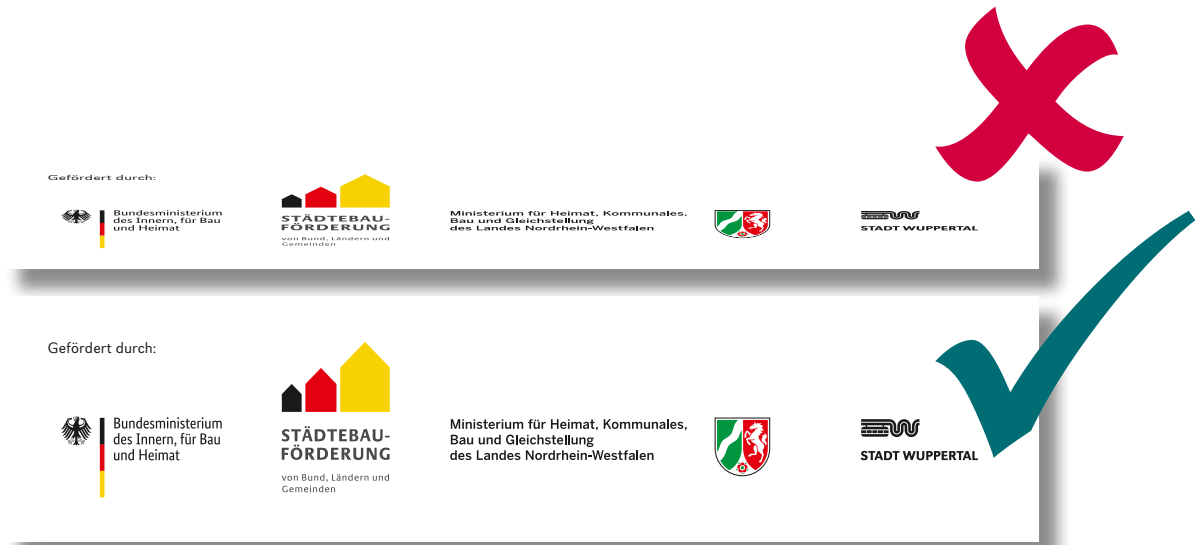 Gefördert durch:
Bundesministerium
des Innern, für Bau
und Heimat
STÄDTEBAU-
FÖRDERUNG
von Bund, Ländern und
Gemeinden
Ministerium für Heimat, Kommunales,
Bau und Gleichstellung
des Landes Nordrhein-Westfalen
STADT WUPPERTAL
Gefördert durch:
Bundesministerium
des Innern, für Bau
und Heimat
STÄDTEBAU-
FÖRDERUNG
von Bund, Ländern und
Gemeinden
Ministerium für Heimat, Kommunales,
Bau und Gleichstellung
des Landes Nordrhein-Westfalen
STADT WUPPERTAL